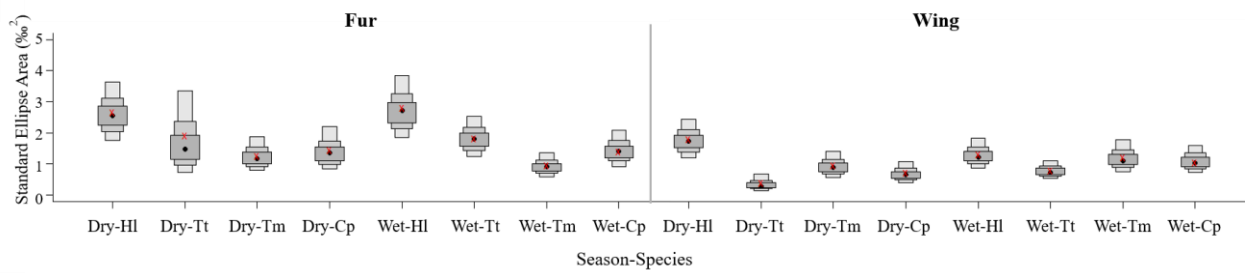 Fur Wing
Standard Ellipse Area (‰²)
5
4
3
2
1
0
Dry-Hl Dry-Tt Dry-Tm Dry-Cp Wet-Hl Wet-Tt Wet-Tm Wet-Cp Dry-Hl Dry-Tt Dry-Tm Dry-Cp Wet-Hl Wet-Tt Wet-Tm Wet-Cp
Season-Species